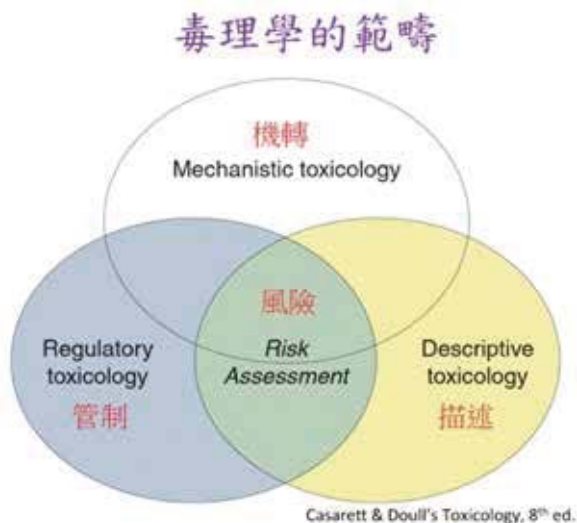 毒理學的範疇
機轉
Mechanistic toxicology
風險
Regulatory
toxicology
管制
Risk
Assessment
Descriptive
toxicology
描述
Casarett & Doull's Toxicology, 8th ed.